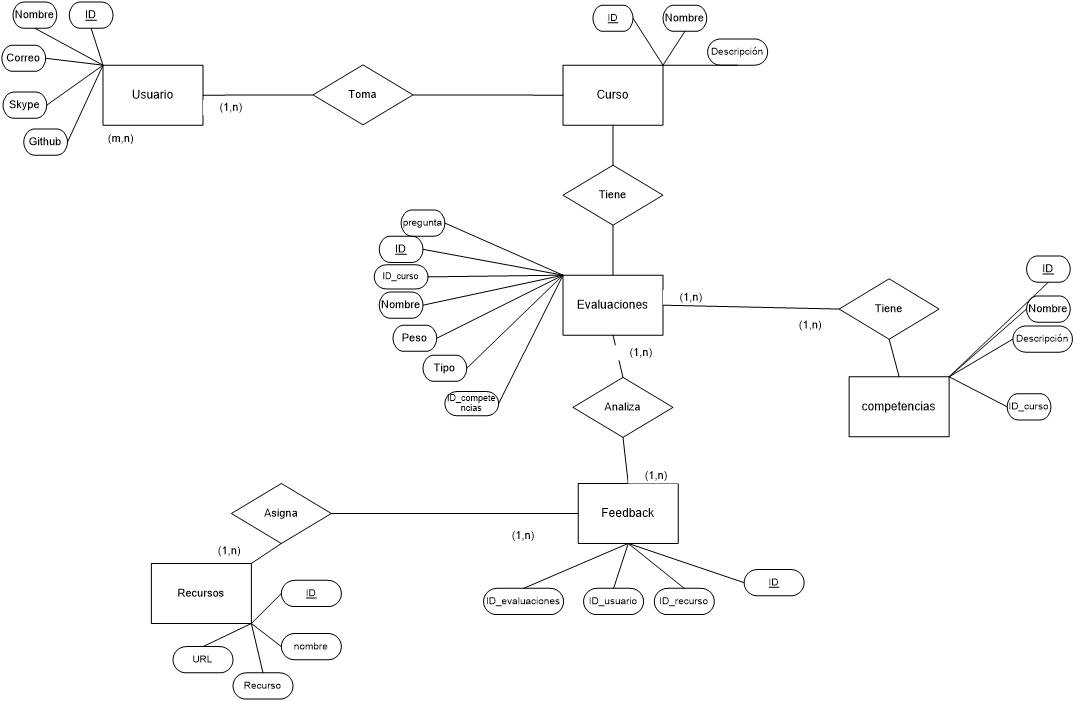 Nombre
ID
Correo
Skype
Github
Usuario
(1,n)
(m,n)
Toma
ID
Nombre
Descripción
Curso
Tiene
pregunta
ID
ID_curso
Nombre
Peso
Tipo
ID_compete
ncias
Evaluaciones
(1,n)
(1,n)
Tiene
ID
Nombre
Descripción
ID_curso
competencias
(1,n)
Analiza
(1,n)
Feedback
Asigna
(1,n)
(1,n)
ID_evaluaciones
ID_usuario
ID_recurso
ID
Recursos
ID
nombre
URL
Recurso